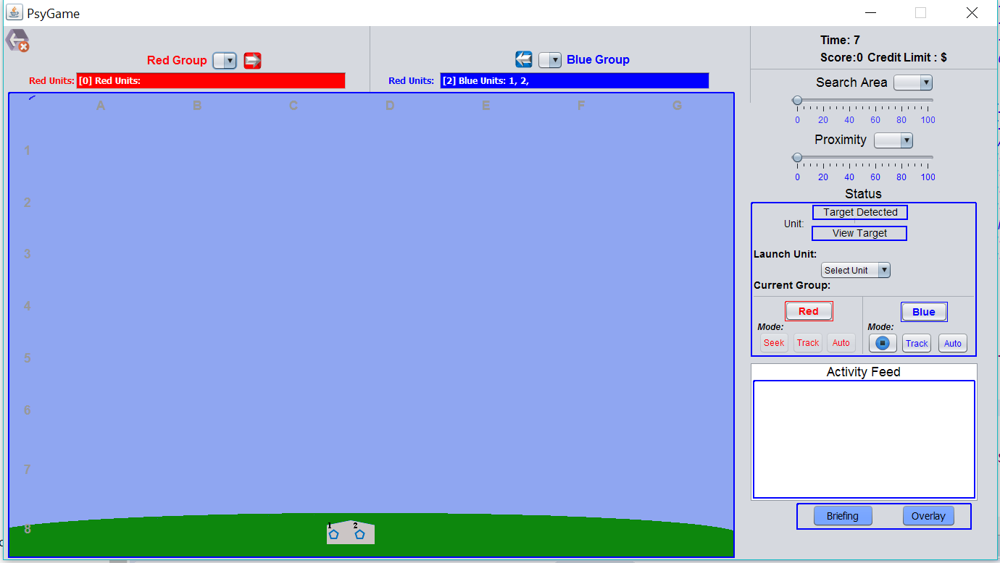 PsyGame
Time: 7
Score:0 Credit Limit : $
Red Group
Blue Group
Red Units: [0] Red Units:
Red Units: [2] Blue Units: 1, 2,
Search Area
0 20 40 60 80 100
Proximity
0 20 40 60 80 100
Status
Unit:
Target Detected
View Target
Launch Unit:
Select Unit
Current Group:
Red
Blue
Mode:
Mode:
Seek Track Auto
Track Auto
Activity Feed
Briefing Overlay
A B C D E F G
1
2
3
4
5
6
7
8
1 2